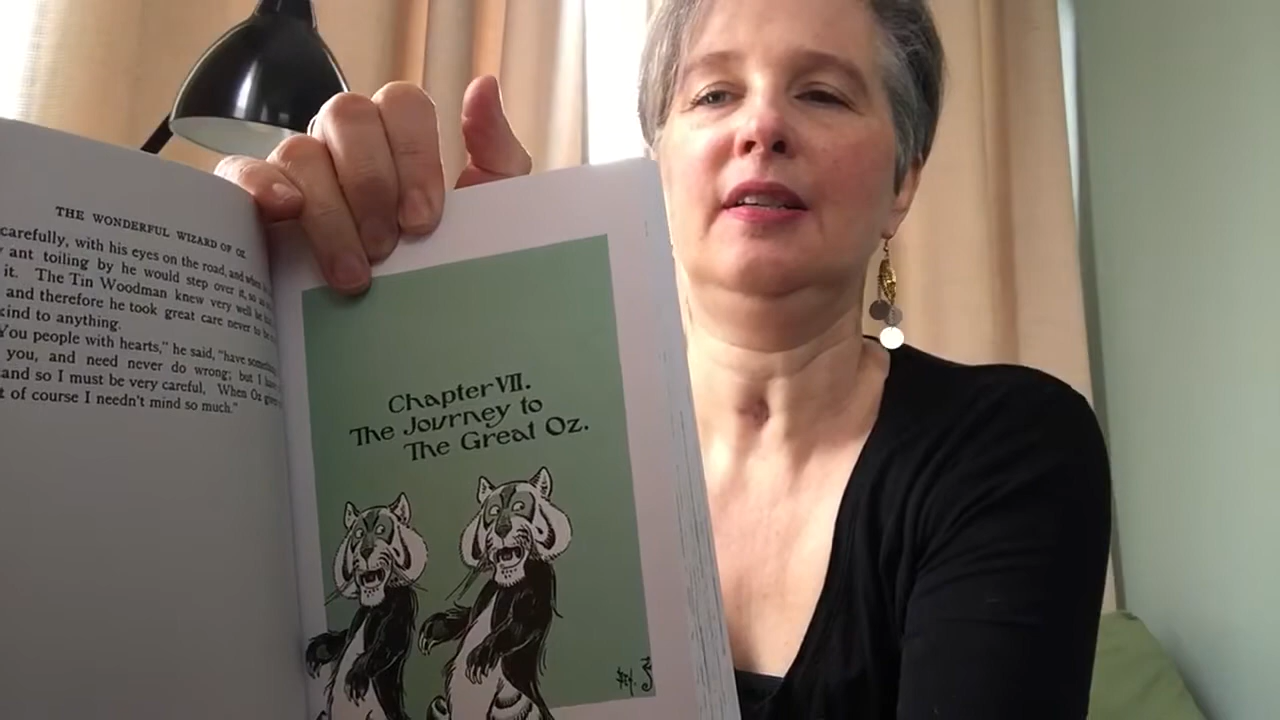 THE WONDERFUL WIZARD OF OZ
carefully, with his eyes on the road, and when
ant toiling by he would step over it, so as
it. The Tin Woodman knew very well he
and therefore he took great care never to be
kind to anything.
You people with hearts," he said, "have something
you, and need never do wrong; but I
and so I must be very careful. When Oz
of course I needn't mind so much."
Chapter VII.
The Journey to
The Great Oz.